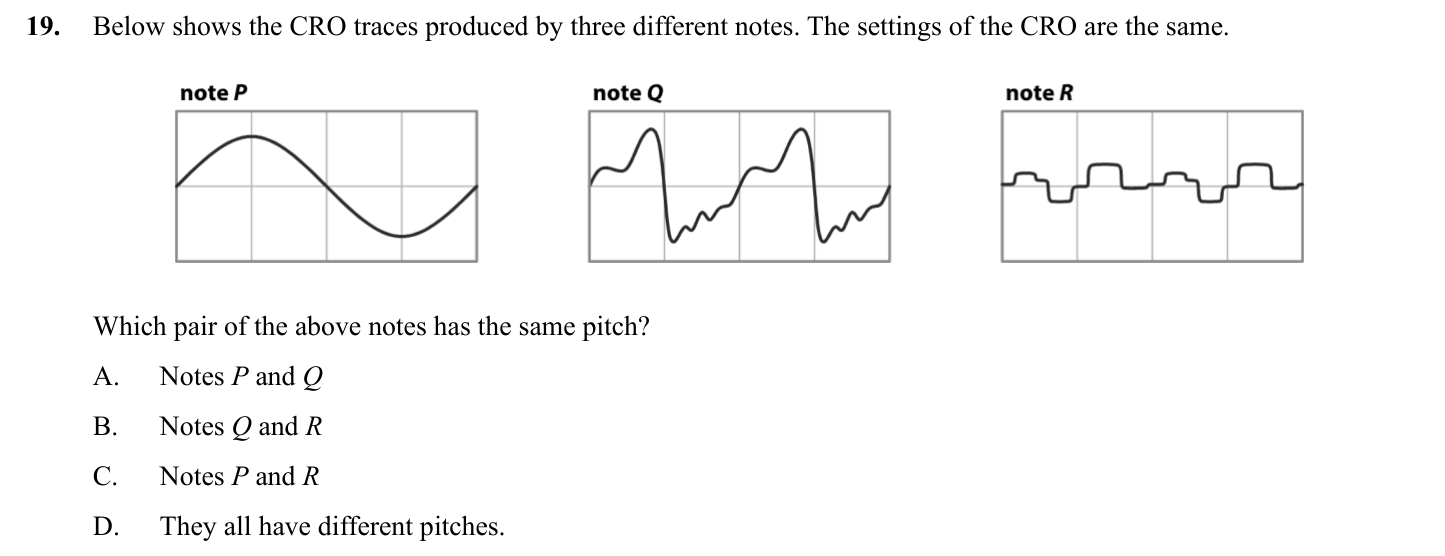 19. Below shows the CRO traces produced by three different notes. The settings of the CRO are the same.
note P note Q note R
Which pair of the above notes has the same pitch?
A. Notes P and Q
B. Notes Q and R
C. Notes P and R
D. They all have different pitches.